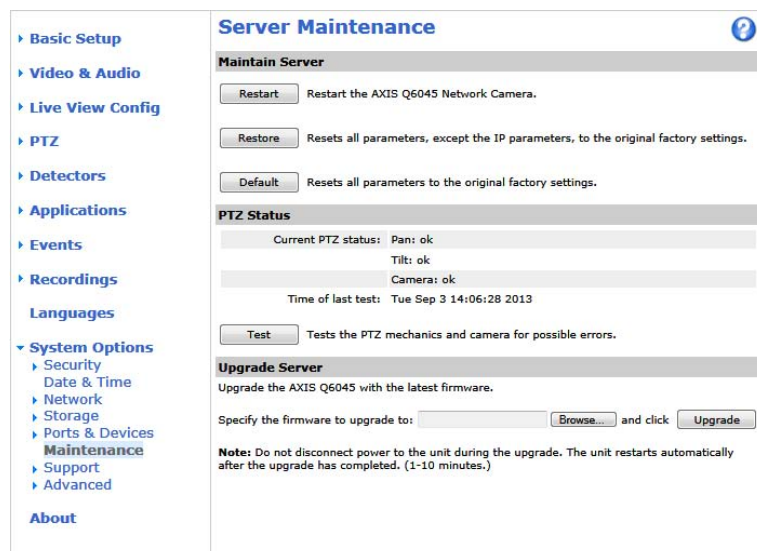 Basic Setup
Video & Audio
Live View Config
PTZ
Detectors
Applications
Events
Recordings
Languages
System Options
Security
Date & Time
Network
Storage
Ports & Devices
Maintenance
Support
Advanced
About
Server Maintenance
?
Maintain Server
Restart Restart the AXIS Q6045 Network Camera.
Restore Resets all parameters, except the IP parameters, to the original factory settings.
Default Resets all parameters to the original factory settings.
PTZ Status
Current PTZ status: Pan: ok
Tilt: ok
Camera: ok
Time of last test: Tue Sep 3 14:06:28 2013
Test Tests the PTZ mechanics and camera for possible errors.
Upgrade Server
Upgrade the AXIS Q6045 with the latest firmware.
Specify the firmware to upgrade to: Browse... and click Upgrade
Note: Do not disconnect power to the unit during the upgrade. The unit restarts automatically
after the upgrade has completed. (1-10 minutes.)